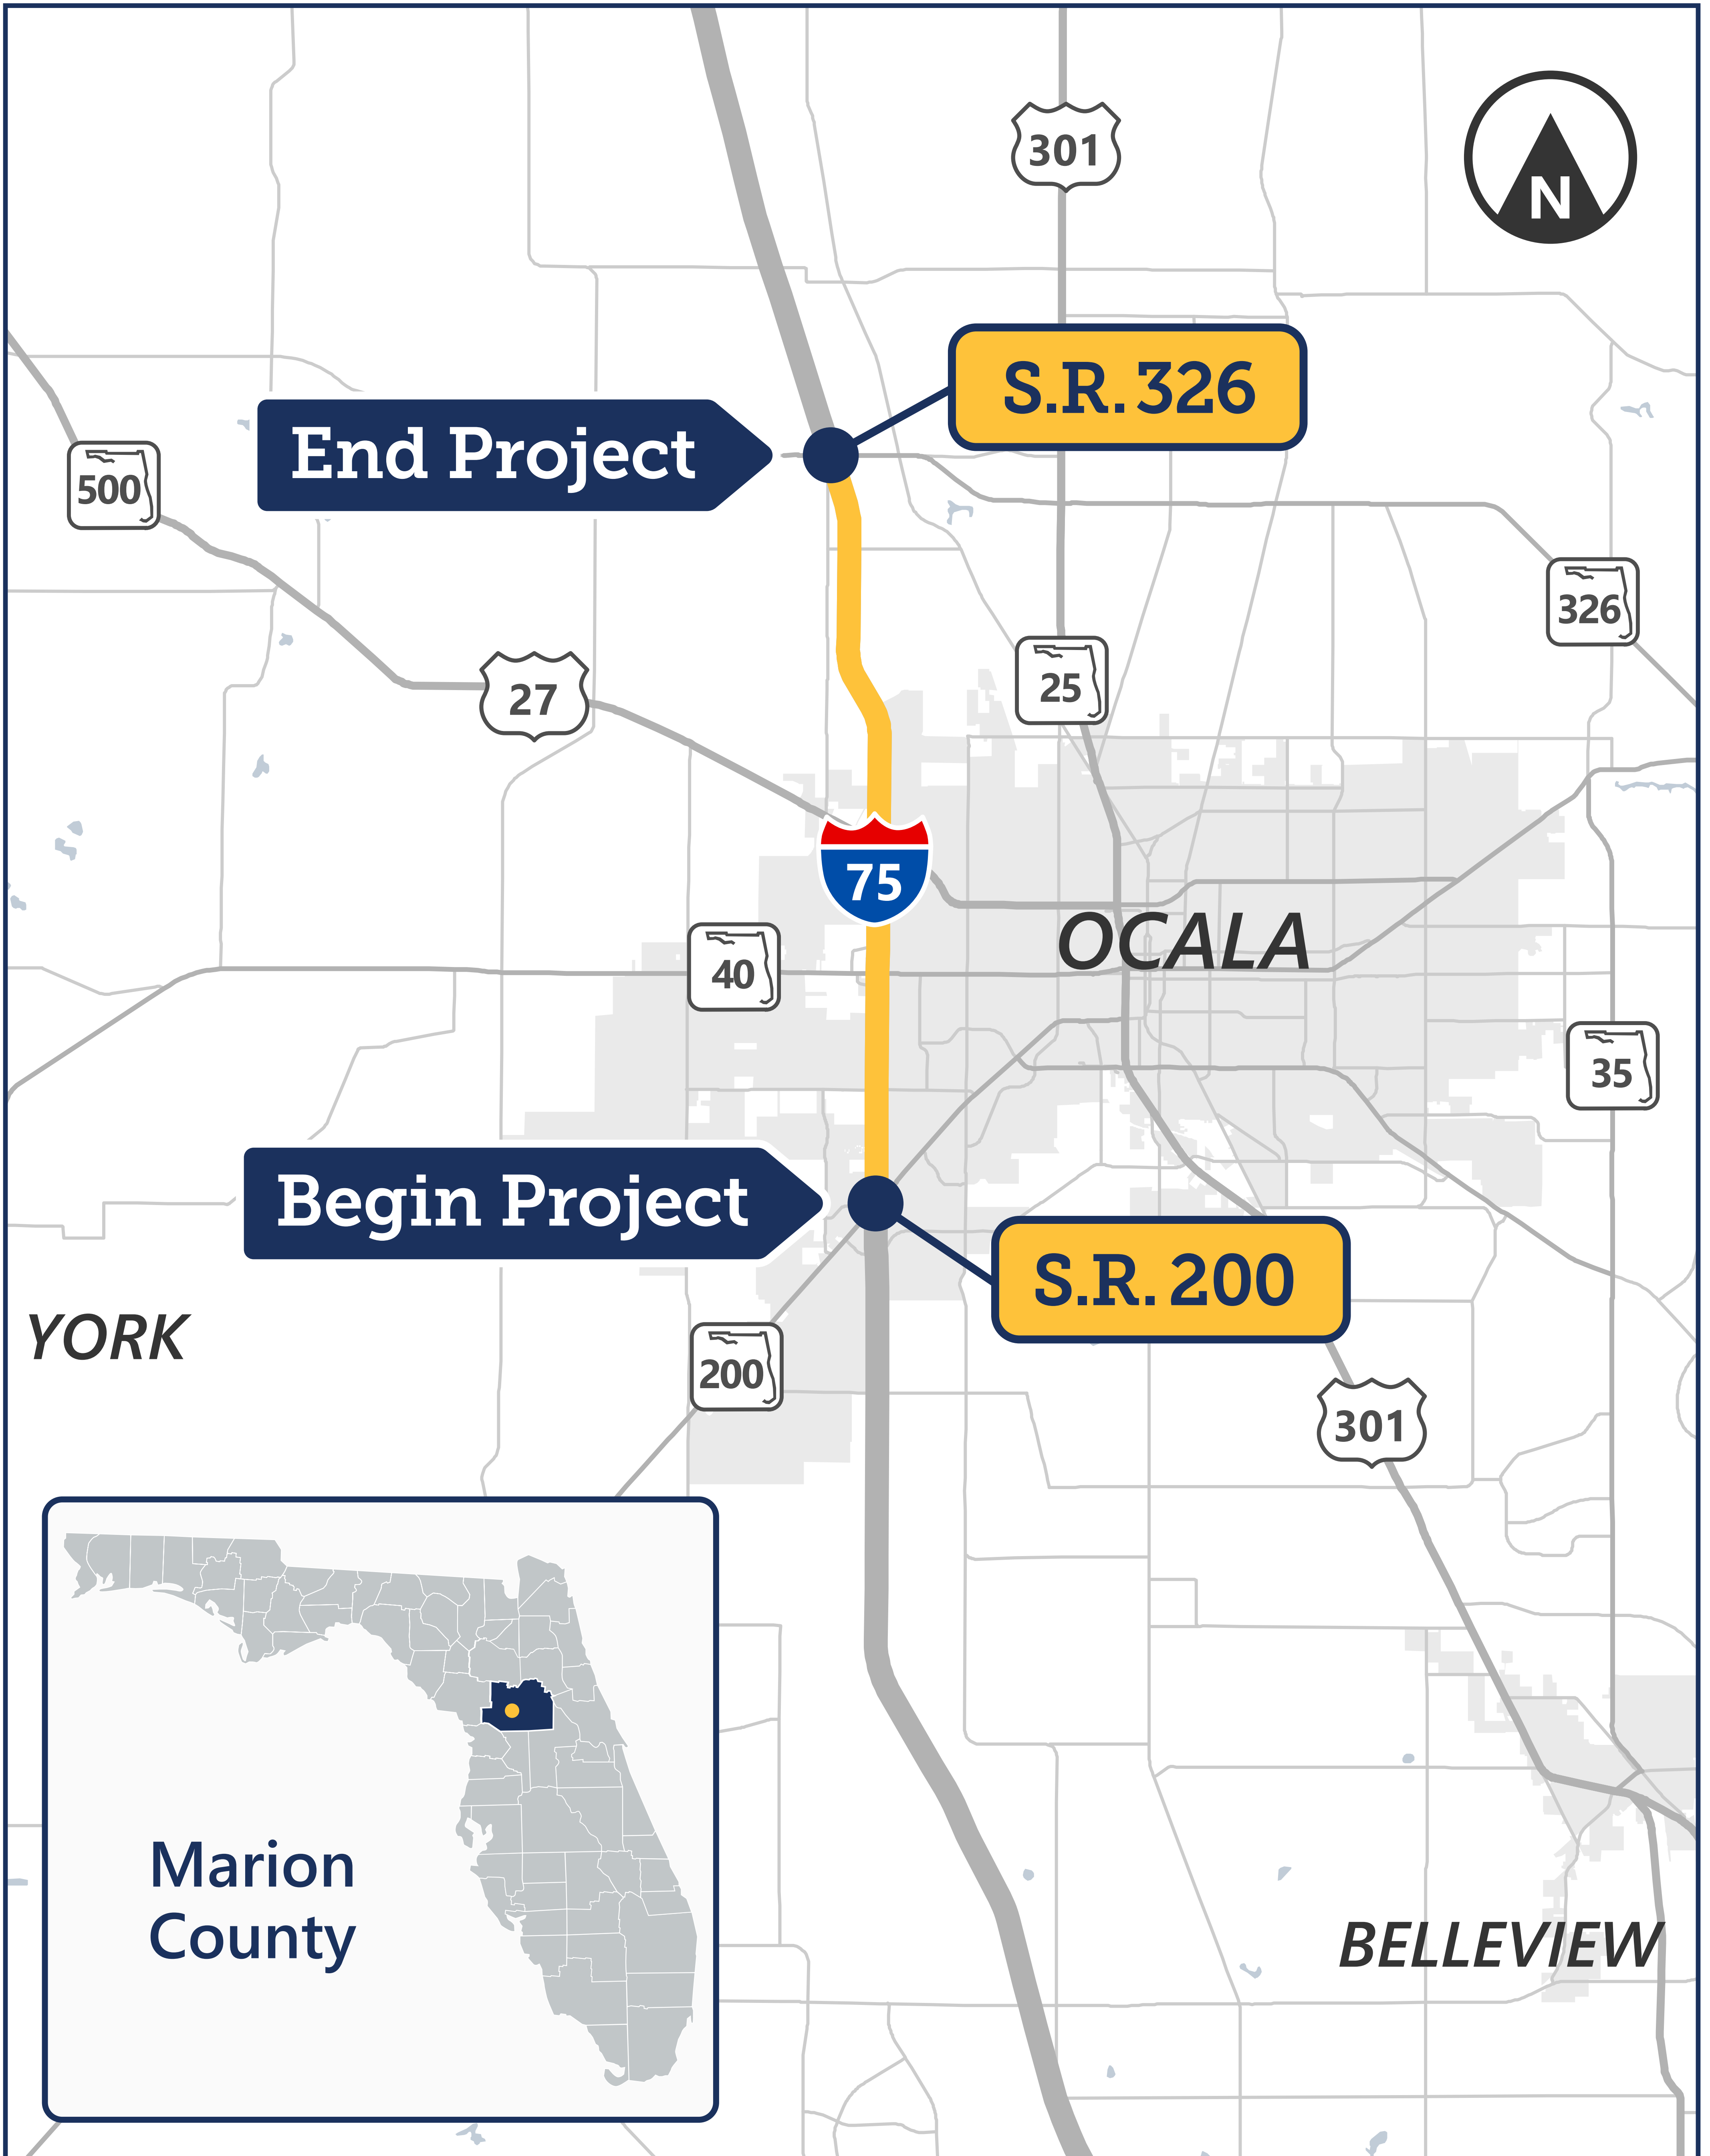 301
N
S.R. 326
End Project
500
326
27
25
75
OCALA
40
35
Begin Project
S.R. 200
YORK
200
301
Marion
County
BELLEVIEW